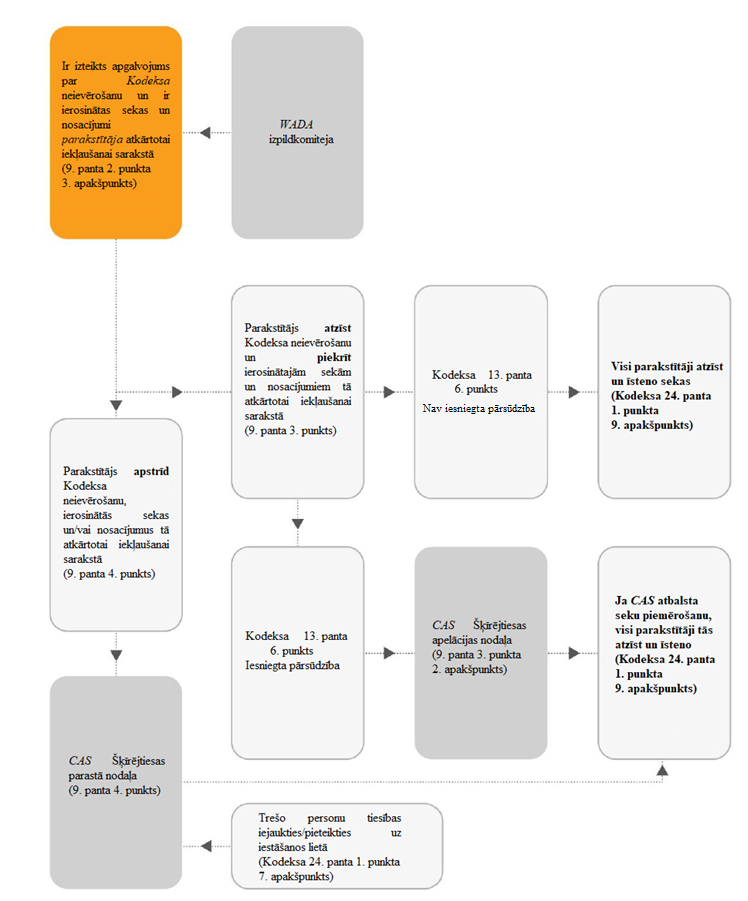 Ir izteikts apgalvojums
par Kodeksa
neievērošanu un ir
ierosinātas sekas un
nosacījumi
parakstītāja atkārtotai
iekļaušanai sarakstā
(9. panta 2. punkta
3. apakšpunkts)
WADA
izpildkomiteja
Parakstītājs atzīst
Kodeksa neievērošanu
un piekrīt
ierosinātajām sekām
un nosacījumiem tā
atkārtotai iekļaušanai
sarakstā
(9. panta 3. punkts)
Kodeksa 13. panta
6. punkts
Nav iesniegta pārsūdzība
Visi parakstītāji atzīst
un īsteno sekas
(Kodeksa 24. panta
1. punkta
9. apakšpunkts)
Parakstītājs apstrīd
Kodeksa
neievērošanu,
ierosinātās sekas
un/vai nosacījumus tā
atkārtotai iekļaušanai
sarakstā
(9. panta 4. punkts)
Kodeksa 13. panta
6. punkts
Iesniegta pārsūdzība
CAS Šķīrējtiesas
apelācijas nodaļa
(9. panta 3. punkta
2. apakšpunkts)
Ja CAS atbalsta
seku piemērošanu,
visi parakstītāji tās
atzīst un īsteno
(Kodeksa 24. panta
1. punkta
9. apakšpunkts)
CAS Šķīrējtiesas
parastā nodaļa
(9. panta 4. punkts)
Trešo personu tiesības
iejaukties/pieteikties uz
iestāšanos lietā
(Kodeksa 24. panta 1. punkta
7. apakšpunkts)